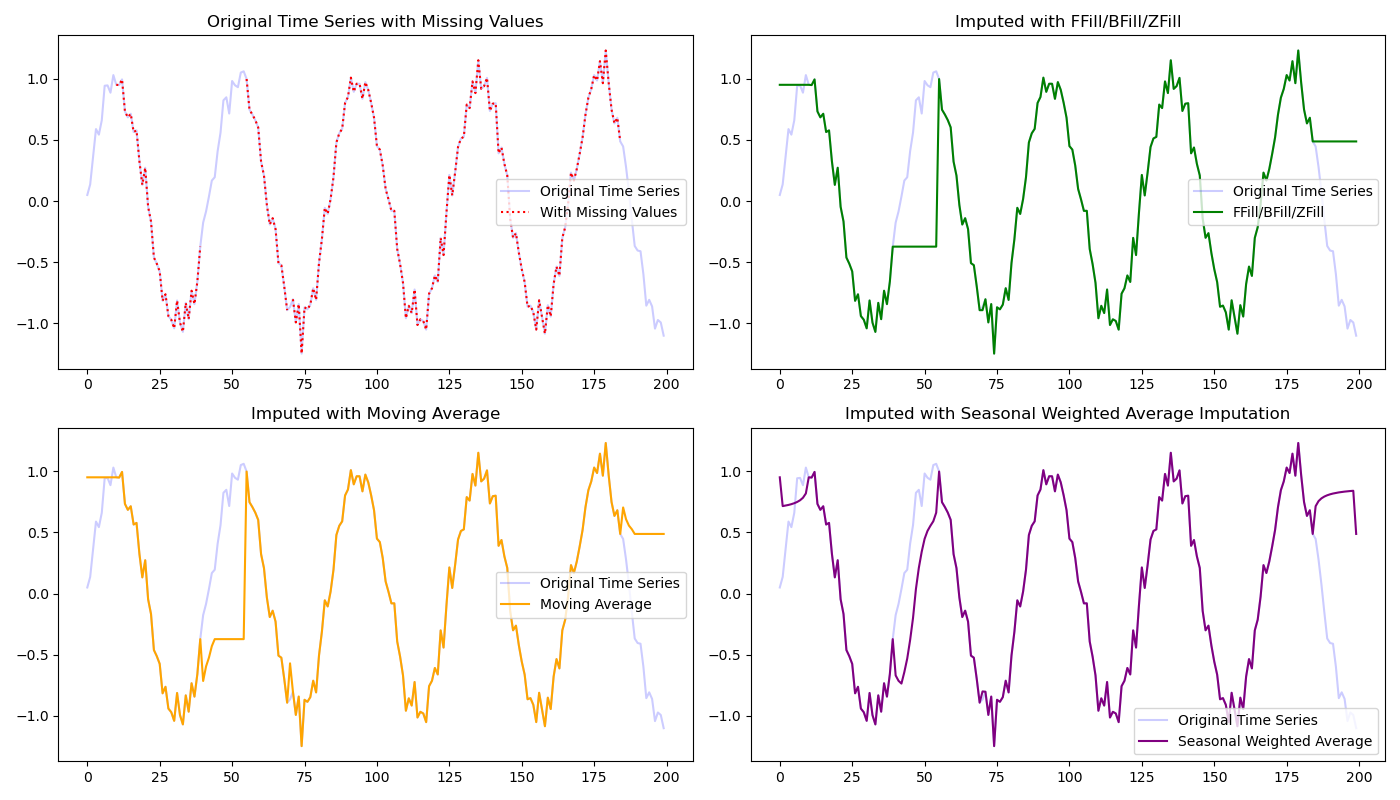 Original Time Series with Missing Values
1.0
0.5
0.0
−0.5
−1.0
Original Time Series
With Missing Values
0 25 50 75 100 125 150 175 200
Imputed with FFill/BFill/ZFill
1.0
0.5
0.0
−0.5
−1.0
Original Time Series
FFill/BFill/ZFill
0 25 50 75 100 125 150 175 200
Imputed with Moving Average
1.0
0.5
0.0
−0.5
−1.0
Original Time Series
Moving Average
0 25 50 75 100 125 150 175 200
Imputed with Seasonal Weighted Average Imputation
1.0
0.5
0.0
−0.5
−1.0
Original Time Series
Seasonal Weighted Average
0 25 50 75 100 125 150 175 200